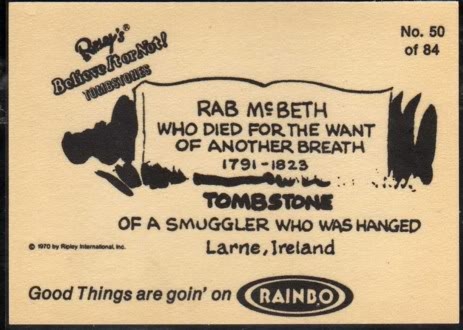 Ripley's®
Believe It or Not!
TOMBSTONES
No. 50
of 84
RAB McBETH
WHO DIED FOR THE WANT
OF ANOTHER BREATH
1791-1823
TOMBSTONE
OF A SMUGGLER WHO WAS HANGED
Larne, Ireland
© 1970 by Ripley International, Inc.
Good Things are goin' on RAINBO